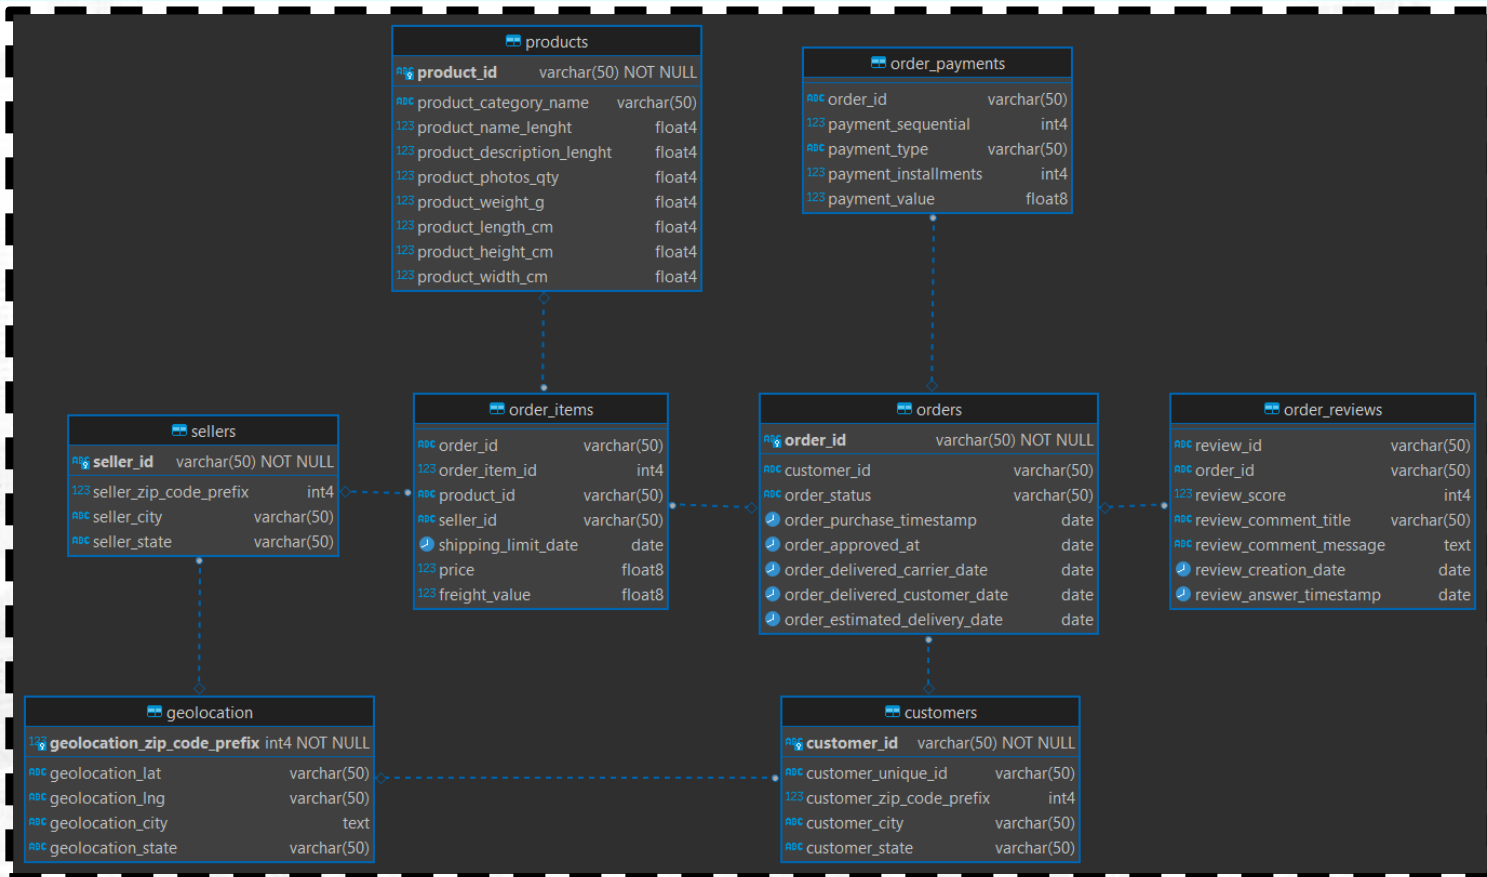 products
product_id varchar(50) NOT NULL
product_category_name varchar(50)
product_name_lenght float4
product_description_lenght float4
product_photos_qty float4
product_weight_g float4
product_length_cm float4
product_height_cm float4
product_width_cm float4
order_payments
order_id varchar(50)
payment_sequential int4
payment_type varchar(50)
payment_installments int4
payment_value float8
sellers
seller_id varchar(50) NOT NULL
seller_zip_code_prefix int4
seller_city varchar(50)
seller_state varchar(50)
order_items
order_id varchar(50)
order_item_id int4
product_id varchar(50)
seller_id varchar(50)
shipping_limit_date date
price float8
freight_value float8
orders
order_id varchar(50) NOT NULL
customer_id varchar(50)
order_status varchar(50)
order_purchase_timestamp date
order_approved_at date
order_delivered_carrier_date date
order_delivered_customer_date date
order_estimated_delivery_date date
order_reviews
review_id varchar(50)
order_id varchar(50)
review_score int4
review_comment_title varchar(50)
review_comment_message text
review_creation_date date
review_answer_timestamp date
geolocation
geolocation_zip_code_prefix int4 NOT NULL
geolocation_lat varchar(50)
geolocation_lng varchar(50)
geolocation_city text
geolocation_state varchar(50)
customers
customer_id varchar(50) NOT NULL
customer_unique_id varchar(50)
customer_zip_code_prefix int4
customer_city varchar(50)
customer_state varchar(50)